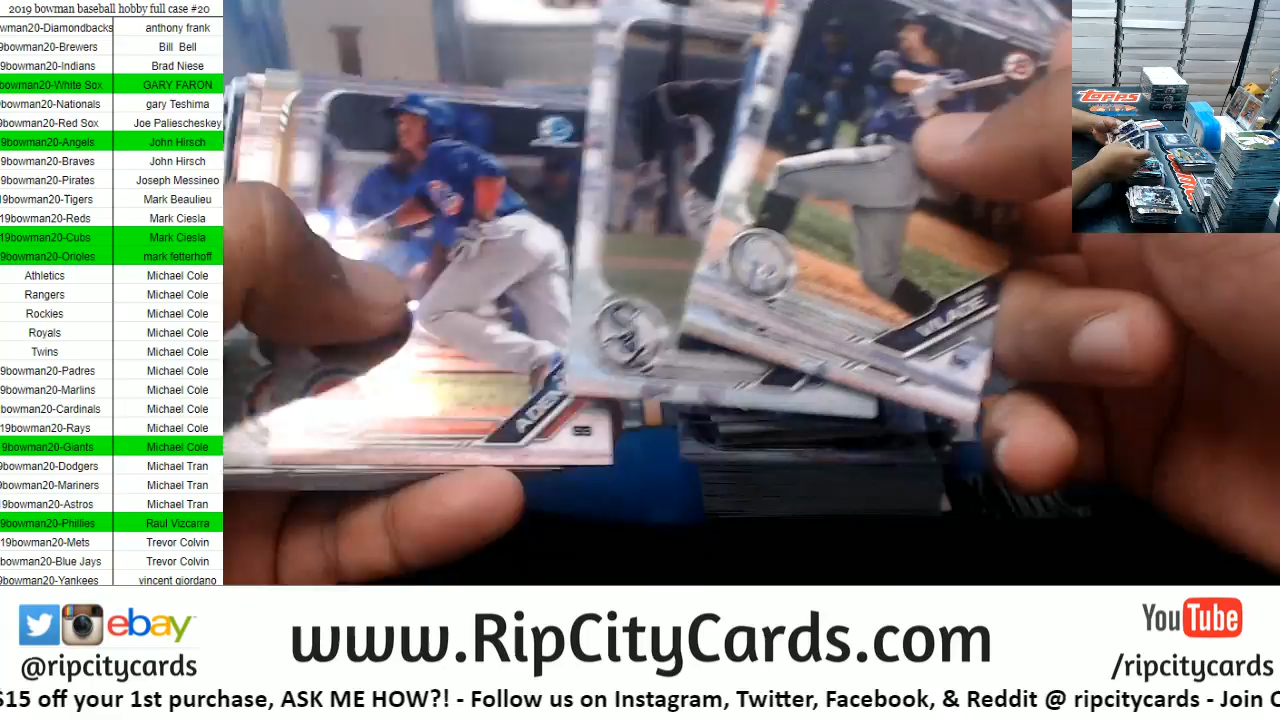 2019 bowman baseball hobby full case #20
wman20-Diamondbacks anthony frank
9bowman20-Brewers Bill Bell
9bowman20-Indians Brad Niese
bowman20-White Sox GARY FARON
bowman20-Nationals gary Teshima
bowman20-Red Sox Joe Paliescheskey
9bowman20-Angels John Hirsch
9bowman20-Braves John Hirsch
9bowman20-Pirates Joseph Messineo
19bowman20-Tigers Mark Beaulieu
19bowman20-Reds Mark Ciesla
19bowman20-Cubs Mark Ciesla
9bowman20-Orioles mark fetterhoff
Athletics Michael Cole
Rangers Michael Cole
Rockies Michael Cole
Royals Michael Cole
Twins Michael Cole
9bowman20-Padres Michael Cole
9bowman20-Marlins Michael Cole
bowman20-Cardinals Michael Cole
19bowman20-Rays Michael Cole
9bowman20-Giants Michael Cole
9bowman20-Dodgers Michael Tran
bowman20-Mariners Michael Tran
9bowman20-Astros Michael Tran
9bowman20-Phillies Raul Vizcarra
19bowman20-Mets Trevor Colvin
bowman20-Blue Jays Trevor Colvin
bowman20-Yankees vincent giordano
topps
ebay
@ripcitycards
www.RipCityCards.com
YouTube
/ripcitycards
$15 off your 1st purchase, ASK ME HOW?! - Follow us on Instagram, Twitter, Facebook, & Reddit @ ripcitycards - Join O